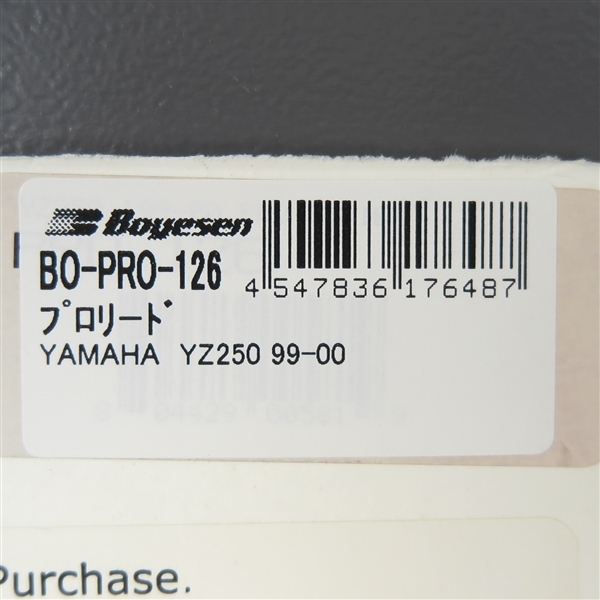 Boyesen
BO-PRO-126
4 547836 176487
プロリード
YAMAHA YZ250 99-00
Purchase.